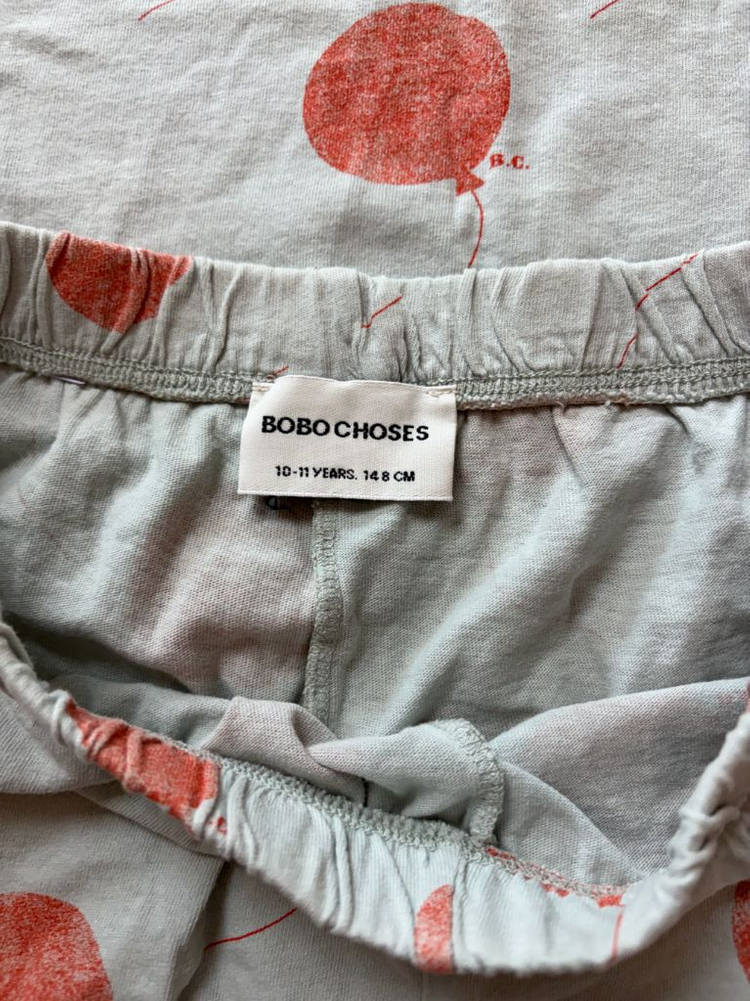 B.C.
BOBO CHOSES
10-11 YEARS. 148 CM